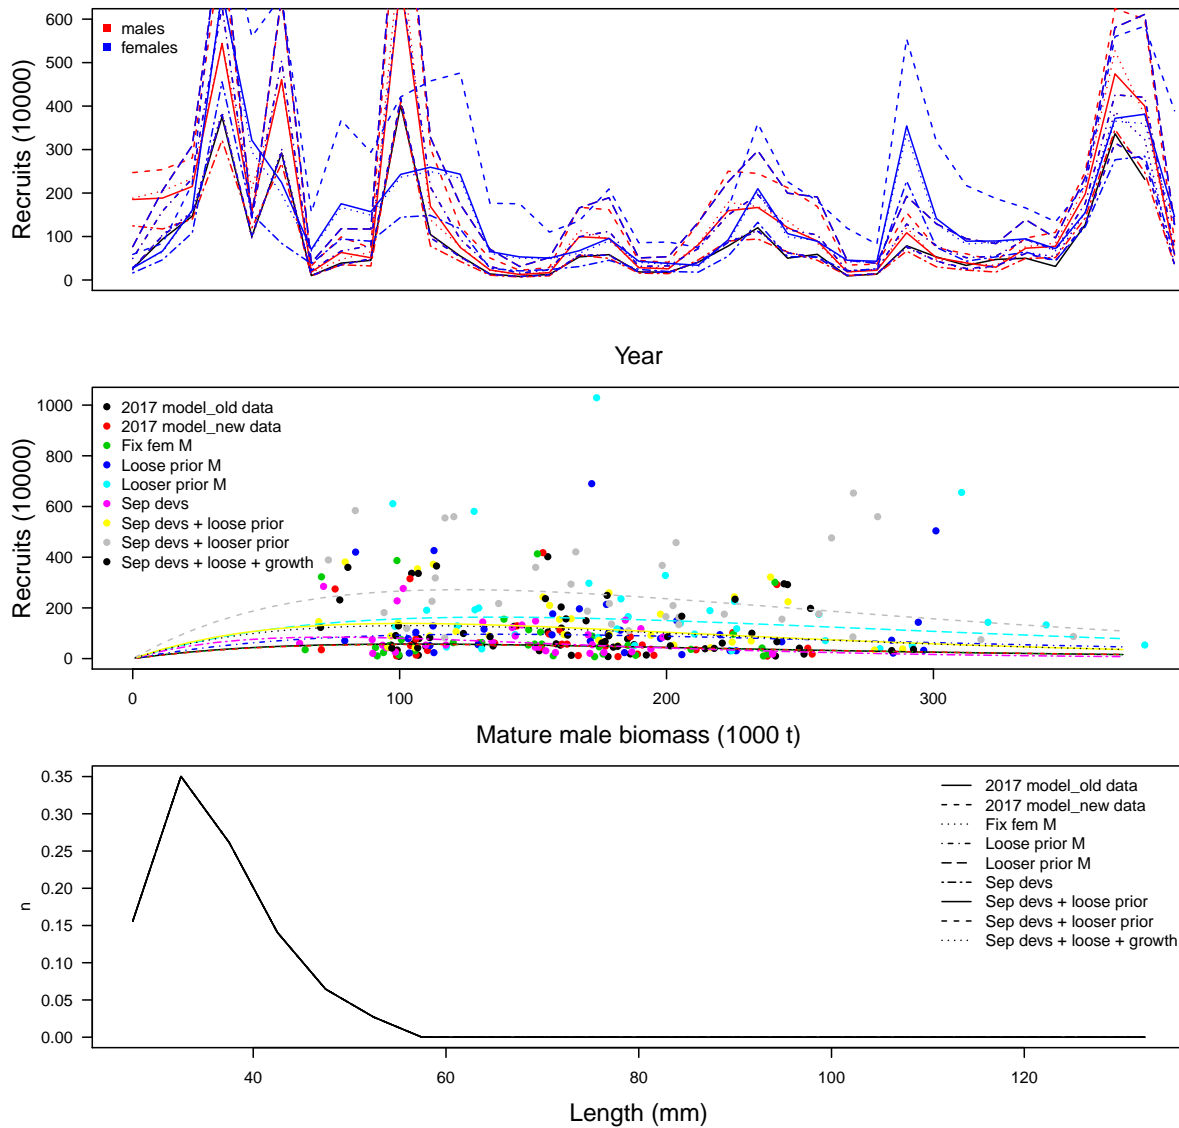 600
500
400
300
200
100
0
Recruits (10000)
males
females
Year
1000
800
600
400
200
0
Recruits (10000)
2017 model_old data
2017 model_new data
Fix fem M
Loose prior M
Looser prior M
Sep devs
Sep devs + loose prior
Sep devs + looser prior
Sep devs + loose + growth
0 100 200 300
Mature male biomass (1000 t)
0.35
0.30
0.25
0.20
0.15
0.10
0.05
0.00
n
2017 model_old data
2017 model_new data
Fix fem M
Loose prior M
Looser prior M
Sep devs
Sep devs + loose prior
Sep devs + looser prior
Sep devs + loose + growth
40 60 80 100 120
Length (mm)